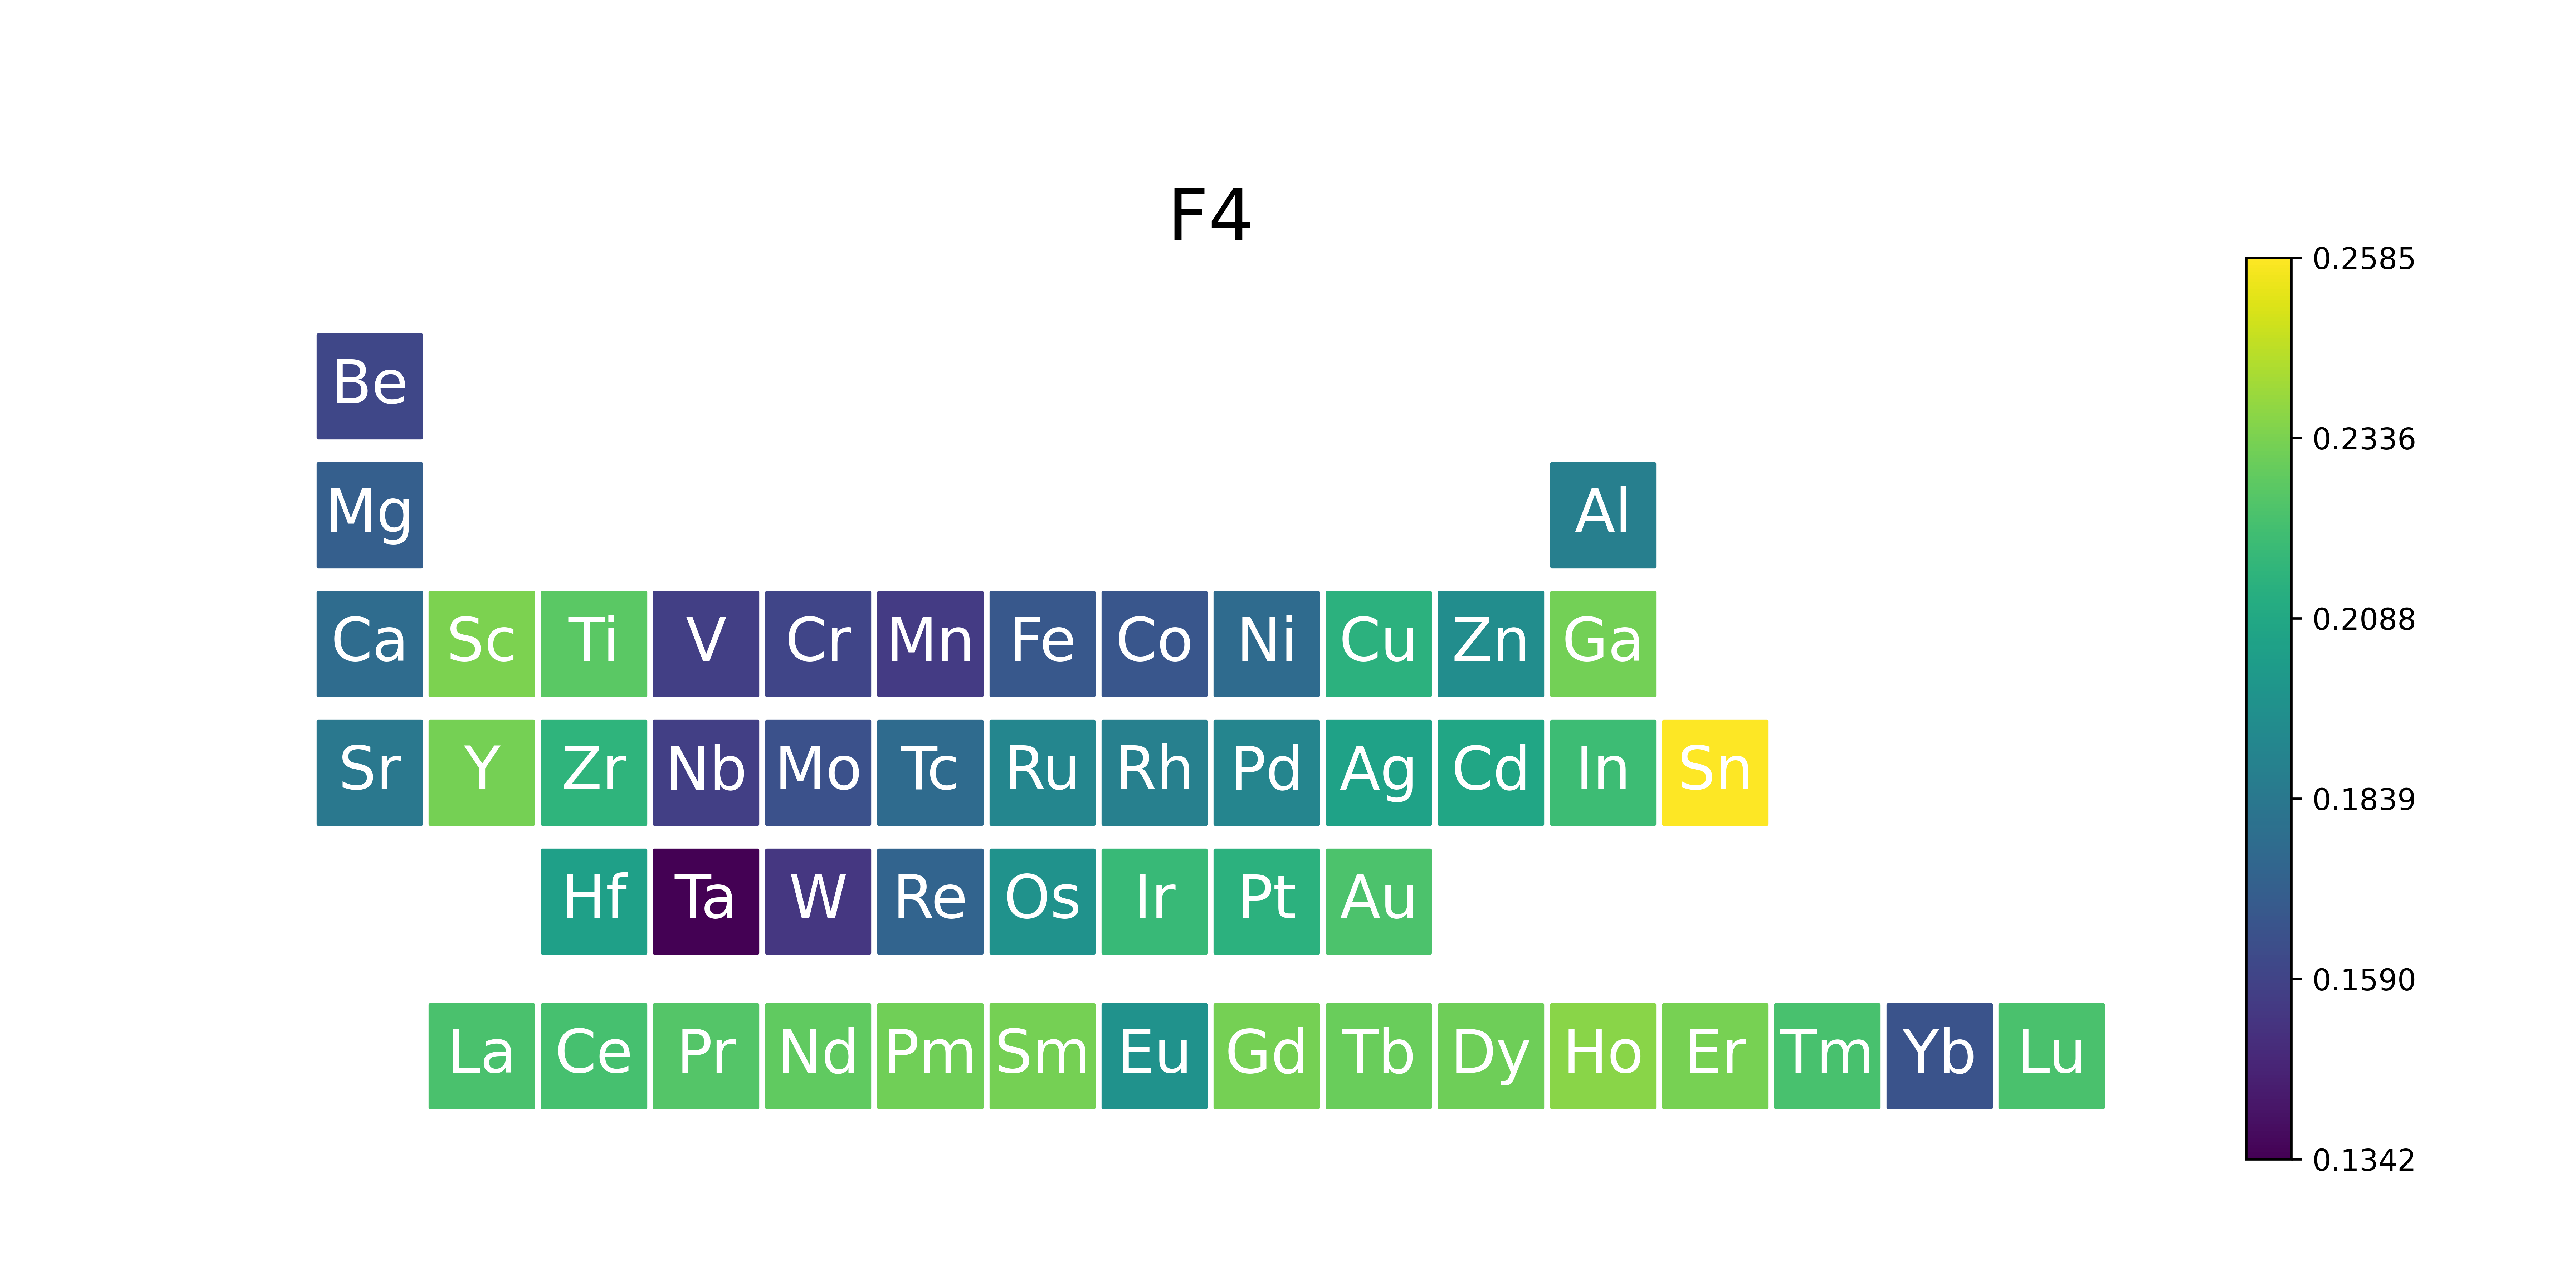 F4
Be
Mg Al
Ca Sc Ti V Cr Mn Fe Co Ni Cu Zn Ga
Sr Y Zr Nb Mo Tc Ru Rh Pd Ag Cd In Sn
Hf Ta W Re Os Ir Pt Au
La Ce Pr Nd Pm Sm Eu Gd Tb Dy Ho Er Tm Yb Lu
0.2585
0.2336
0.2088
0.1839
0.1590
0.1342